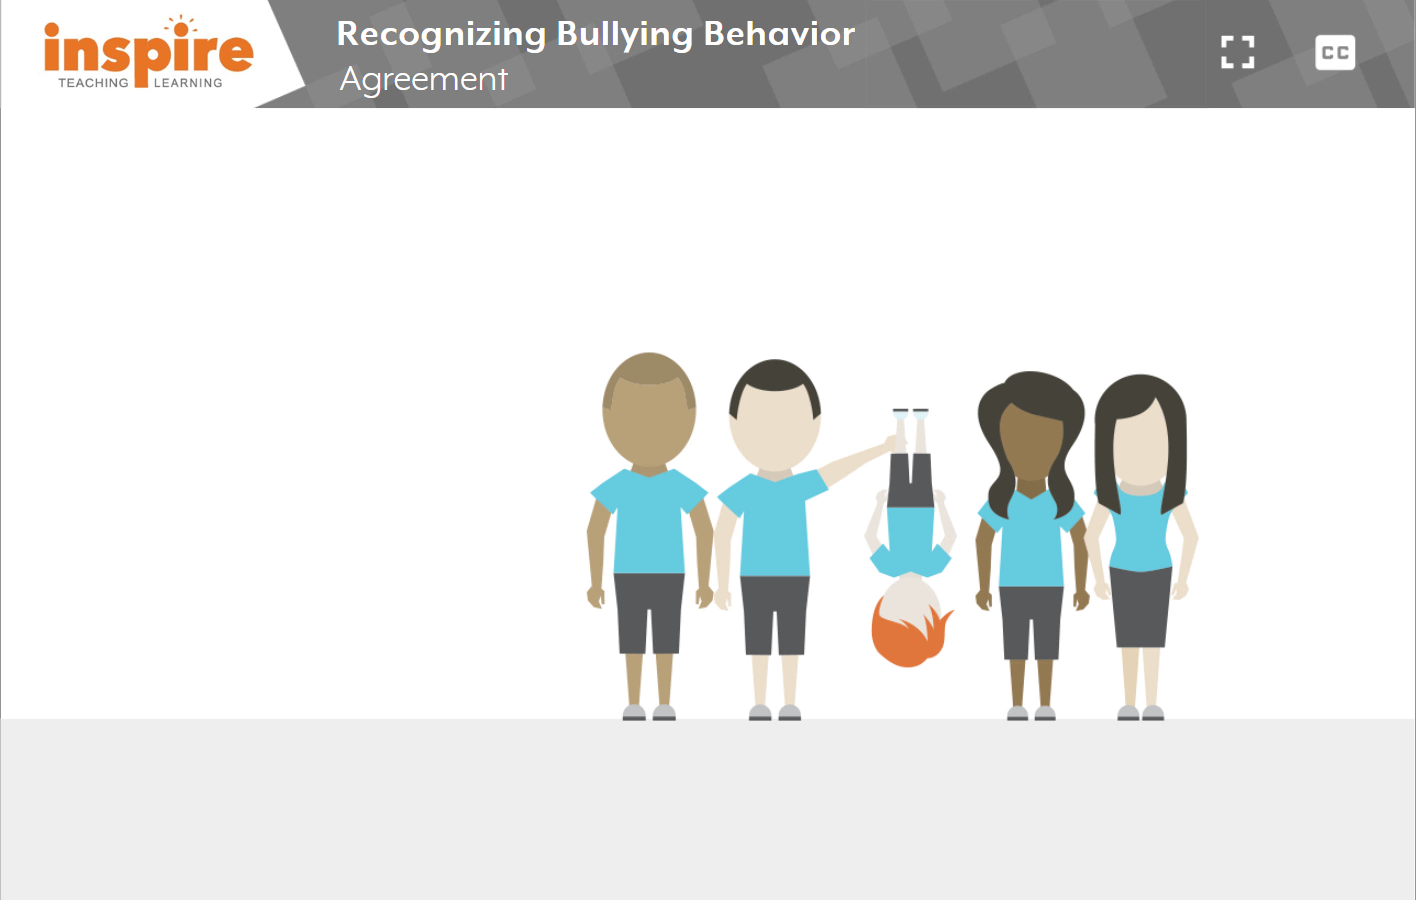 inspire
TEACHING LEARNING
Recognizing Bullying Behavior
Agreement
CC